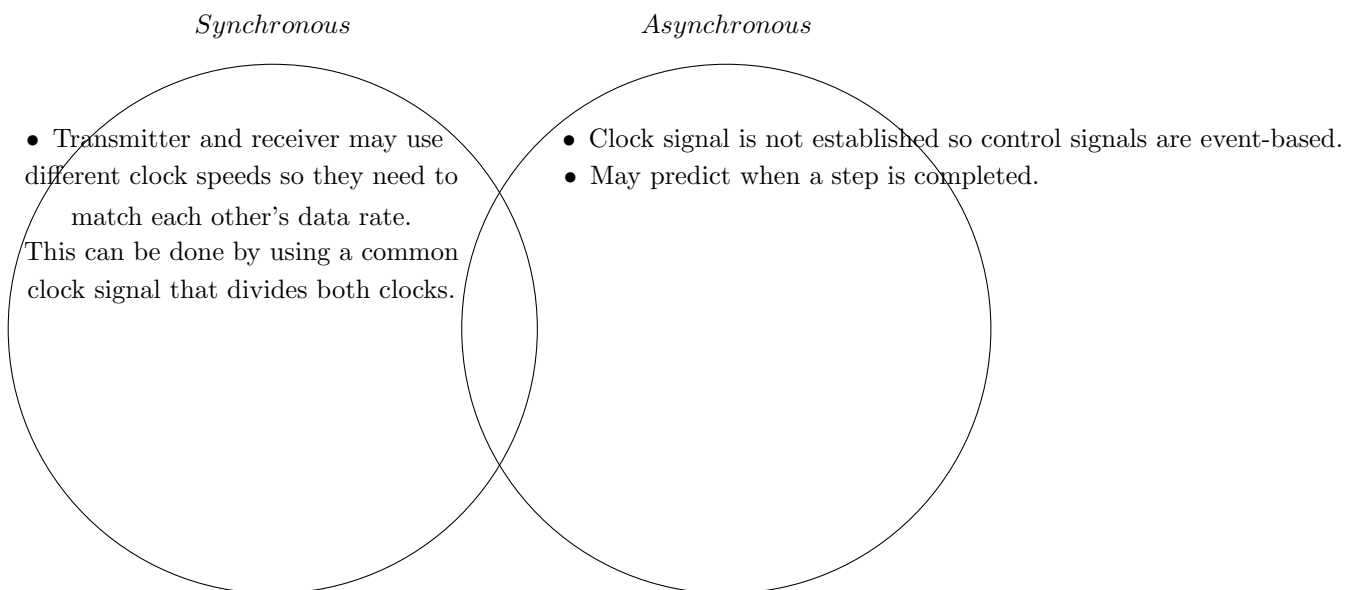 Synchronous
Asynchronous
• Transmitter and receiver may use
different clock speeds so they need to
match each other's data rate.
This can be done by using a common
clock signal that divides both clocks.
• Clock signal is not established so control signals are event-based.
• May predict when a step is completed.